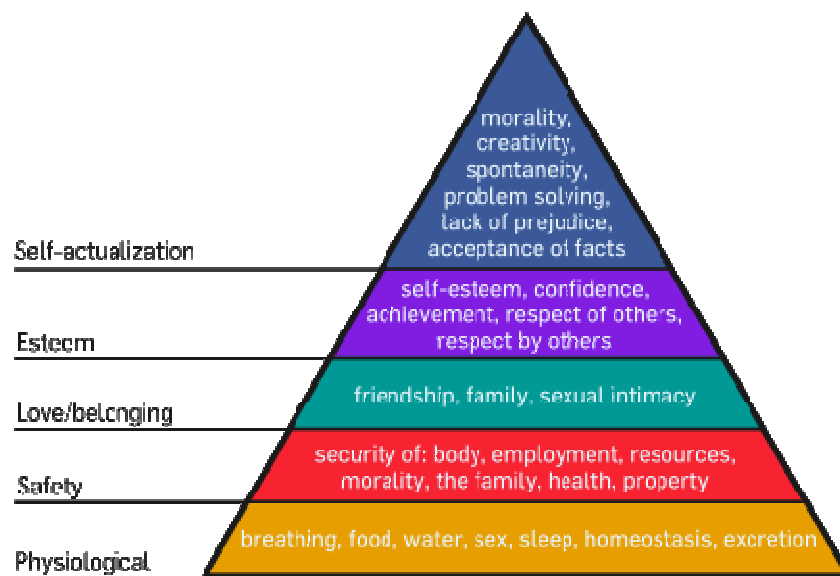 morality,
creativity,
spontaneity,
problem solving,
lack of prejudice,
acceptance of facts
Self-actualization
self-esteem, confidence,
achievement, respect of others,
respect by others
Esteem
friendship, family, sexual intimacy
Love/belonging
security of: body, employment, resources,
morality, the family, health, property
Safety
breathing, food, water, sex, sleep, homeostasis, excretion
Physiological